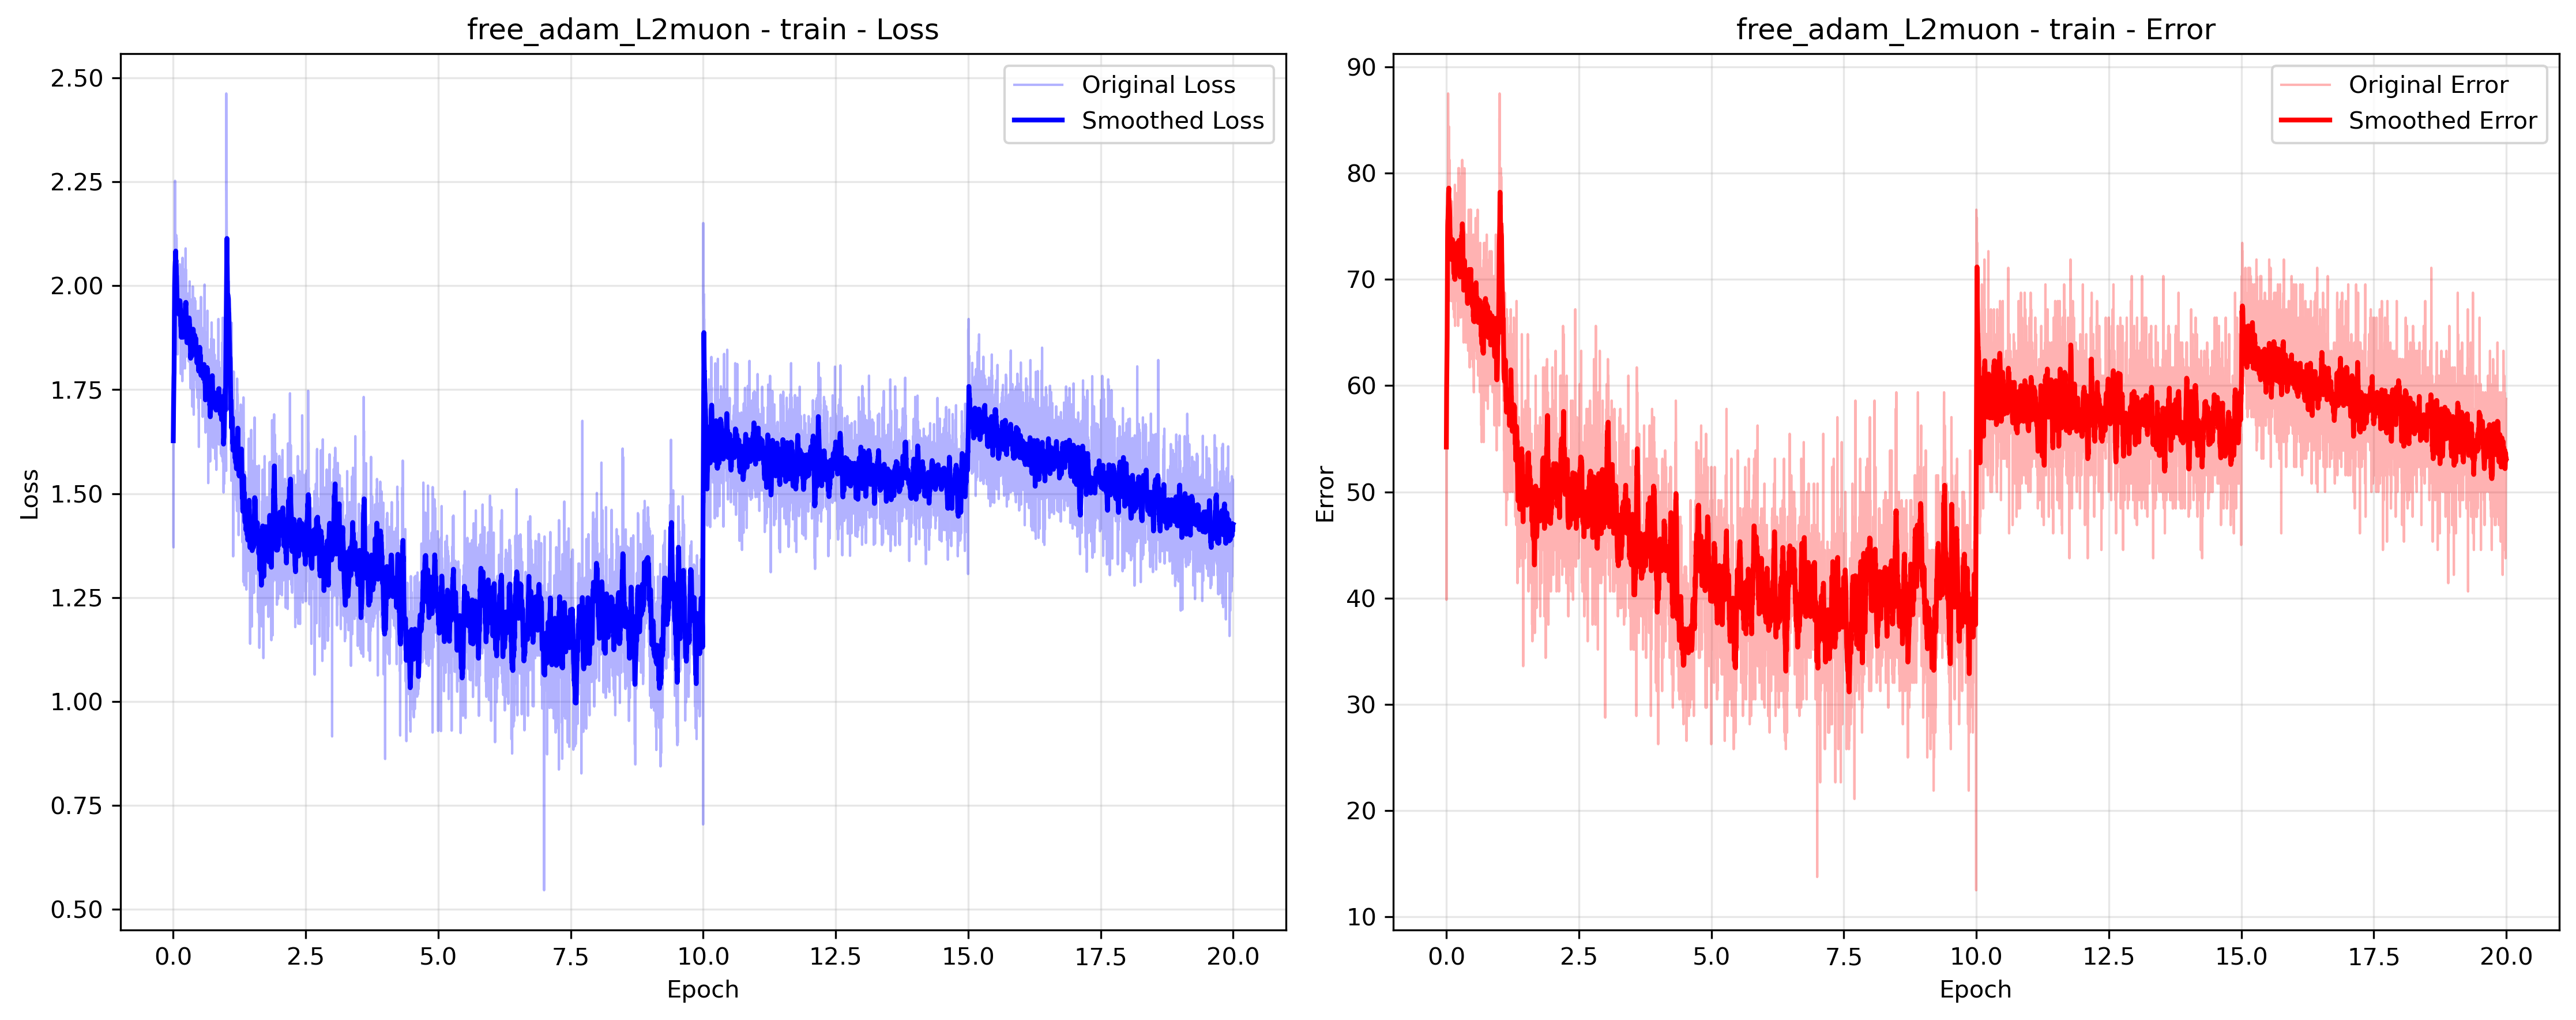 free_adam_L2muon - train - Loss
Original Loss
Smoothed Loss
2.50
2.25
2.00
1.75
1.50
1.25
1.00
0.75
0.50
Loss
0.0 2.5 5.0 7.5 10.0 12.5 15.0 17.5 20.0
Epoch
free_adam_L2muon - train - Error
Original Error
Smoothed Error
90
80
70
60
50
40
30
20
10
Error
0.0 2.5 5.0 7.5 10.0 12.5 15.0 17.5 20.0
Epoch